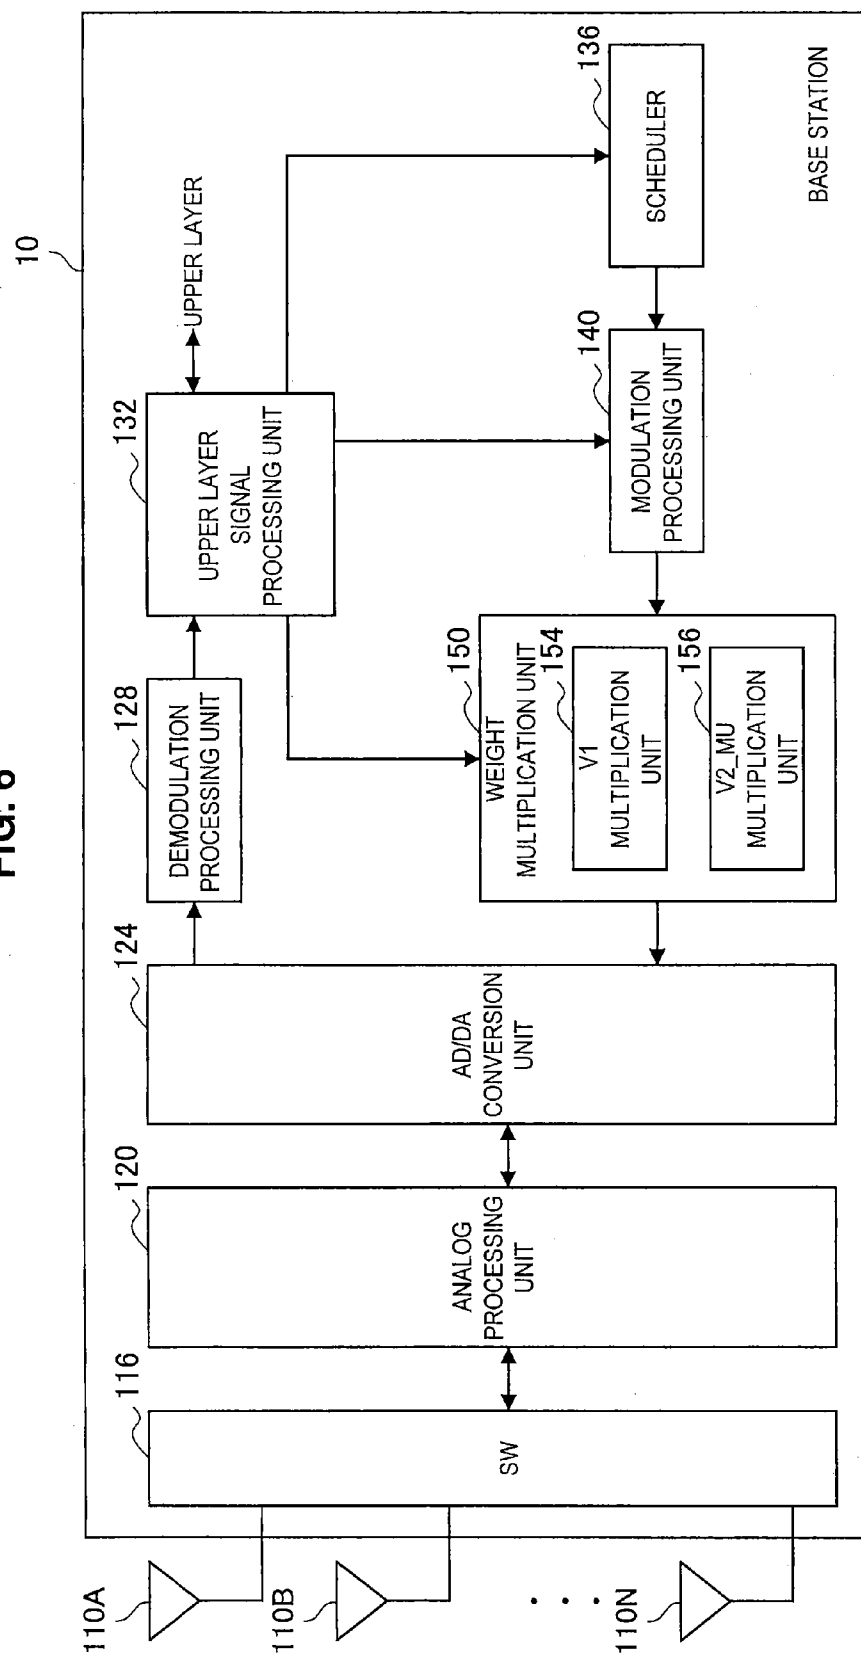 FIG. 6
10
110A
110B
. . .
110N
116
SW
120
ANALOG
PROCESSING
UNIT
124
AD/DA
CONVERSION
UNIT
128
DEMODULATION
PROCESSING UNIT
132
UPPER LAYER
SIGNAL
PROCESSING UNIT
UPPER LAYER
150
WEIGHT
MULTIPLICATION UNIT
154
V1
MULTIPLICATION
UNIT
156
V2_MU
MULTIPLICATION
UNIT
140
MODULATION
PROCESSING UNIT
136
SCHEDULER
BASE STATION